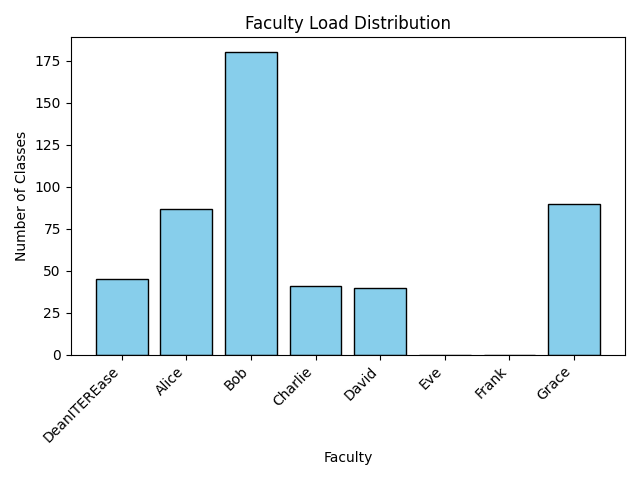 Faculty Load Distribution
Number of Classes
175
150
125
100
75
50
25
0
DeanITEREase
Alice
Bob
Charlie
David
Eve
Frank
Grace
Faculty